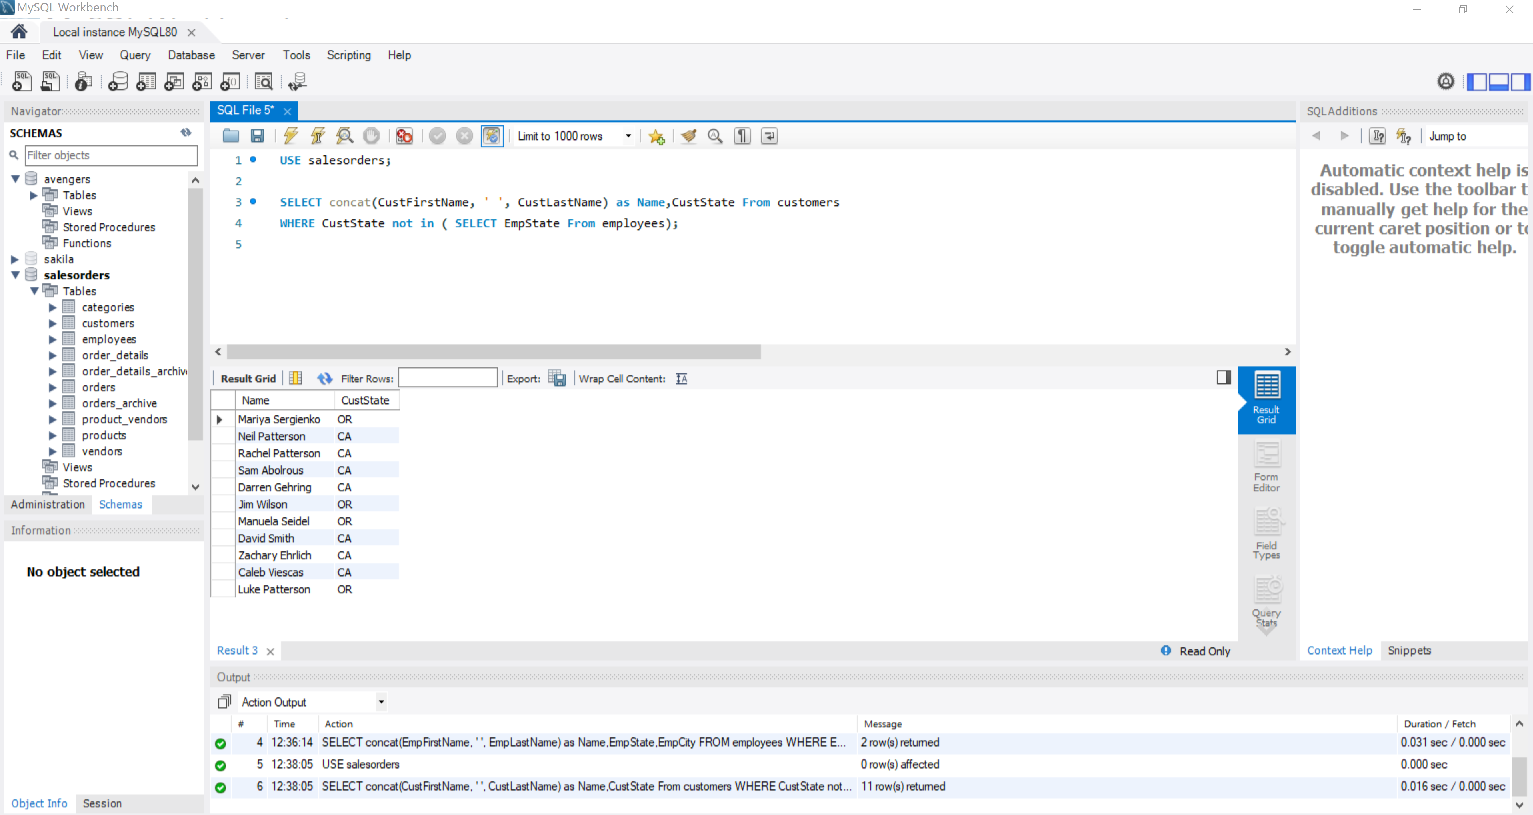 MySQL Workbench
Local instance MySQL80
File Edit View Query Database Server Tools Scripting Help
Navigator
SCHEMAS
Filter objects
avengers
Tables
Views
Stored Procedures
Functions
sakila
salesorders
Tables
categories
customers
employees
order_details
order_details_archiv
orders
orders_archive
product_vendors
products
vendors
Views
Stored Procedures
Administration Schemas
Information
No object selected
Object Info Session
SQL File 5*
Limit to 1000 rows
1 USE salesorders;
2
3 SELECT concat(CustFirstName, ' ', CustLastName) as Name,CustState From customers
4 WHERE CustState not in ( SELECT EmpState From employees);
5
Result Grid Filter Rows: Export: Wrap Cell Content:
Name CustState
Mariya Sergienko OR
Neil Patterson CA
Rachel Patterson CA
Sam Abolrous CA
Darren Gehring CA
Jim Wilson OR
Manuela Seidel OR
David Smith CA
Zachary Ehrlich CA
Caleb Viescas CA
Luke Patterson OR
Result
Grid
Form
Editor
Field
Types
Query
Stats
Result 3
Read Only
SQLAdditions
Jump to
Automatic context help is
disabled. Use the toolbar t
manually get help for the
current caret position or to
toggle automatic help.
Context Help Snippets
Output
Action Output
# Time Action Message Duration / Fetch
4 12:36:14 SELECT concat(EmpFirstName, ' ', EmpLastName) as Name,EmpState,EmpCity FROM employees WHERE E... 2 row(s) returned 0.031 sec / 0.000 sec
5 12:38:05 USE salesorders 0 row(s) affected 0.000 sec
6 12:38:05 SELECT concat(CustFirstName, ' ', CustLastName) as Name,CustState From customers WHERE CustState not... 11 row(s) returned 0.016 sec / 0.000 sec